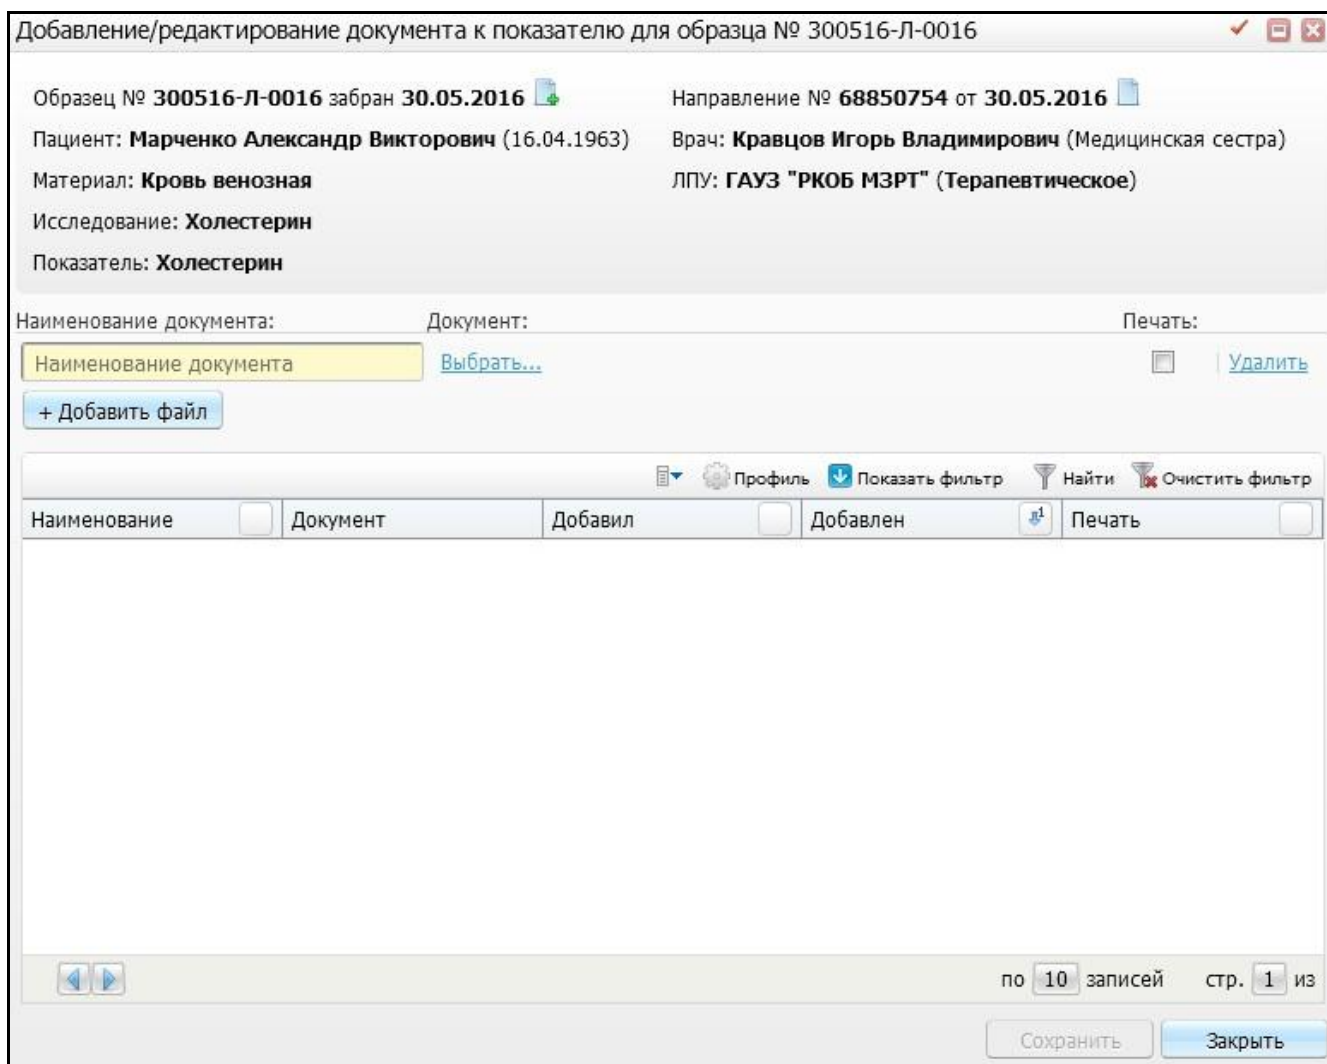 Добавление/редактирование документа к показателю для образца № 300516-Л-0016
Образец № 300516-Л-0016 забран 30.05.2016 Направление № 68850754 от 30.05.2016
Пациент: Марченко Александр Викторович (16.04.1963) Врач: Кравцов Игорь Владимирович (Медицинская сестра)
Материал: Кровь венозная ЛПУ: ГАУЗ "РКОБ МЗРТ" (Терапевтическое)
Исследование: Холестерин
Показатель: Холестерин
Наименование документа: Документ: Печать:
Наименование документа Выбрать... Удалить
+ Добавить файл
Профиль Показать фильтр Найти Очистить фильтр
Наименование Документ Добавил Добавлен 1 Печать
по 10 записей стр. 1 из
Сохранить Закрыть